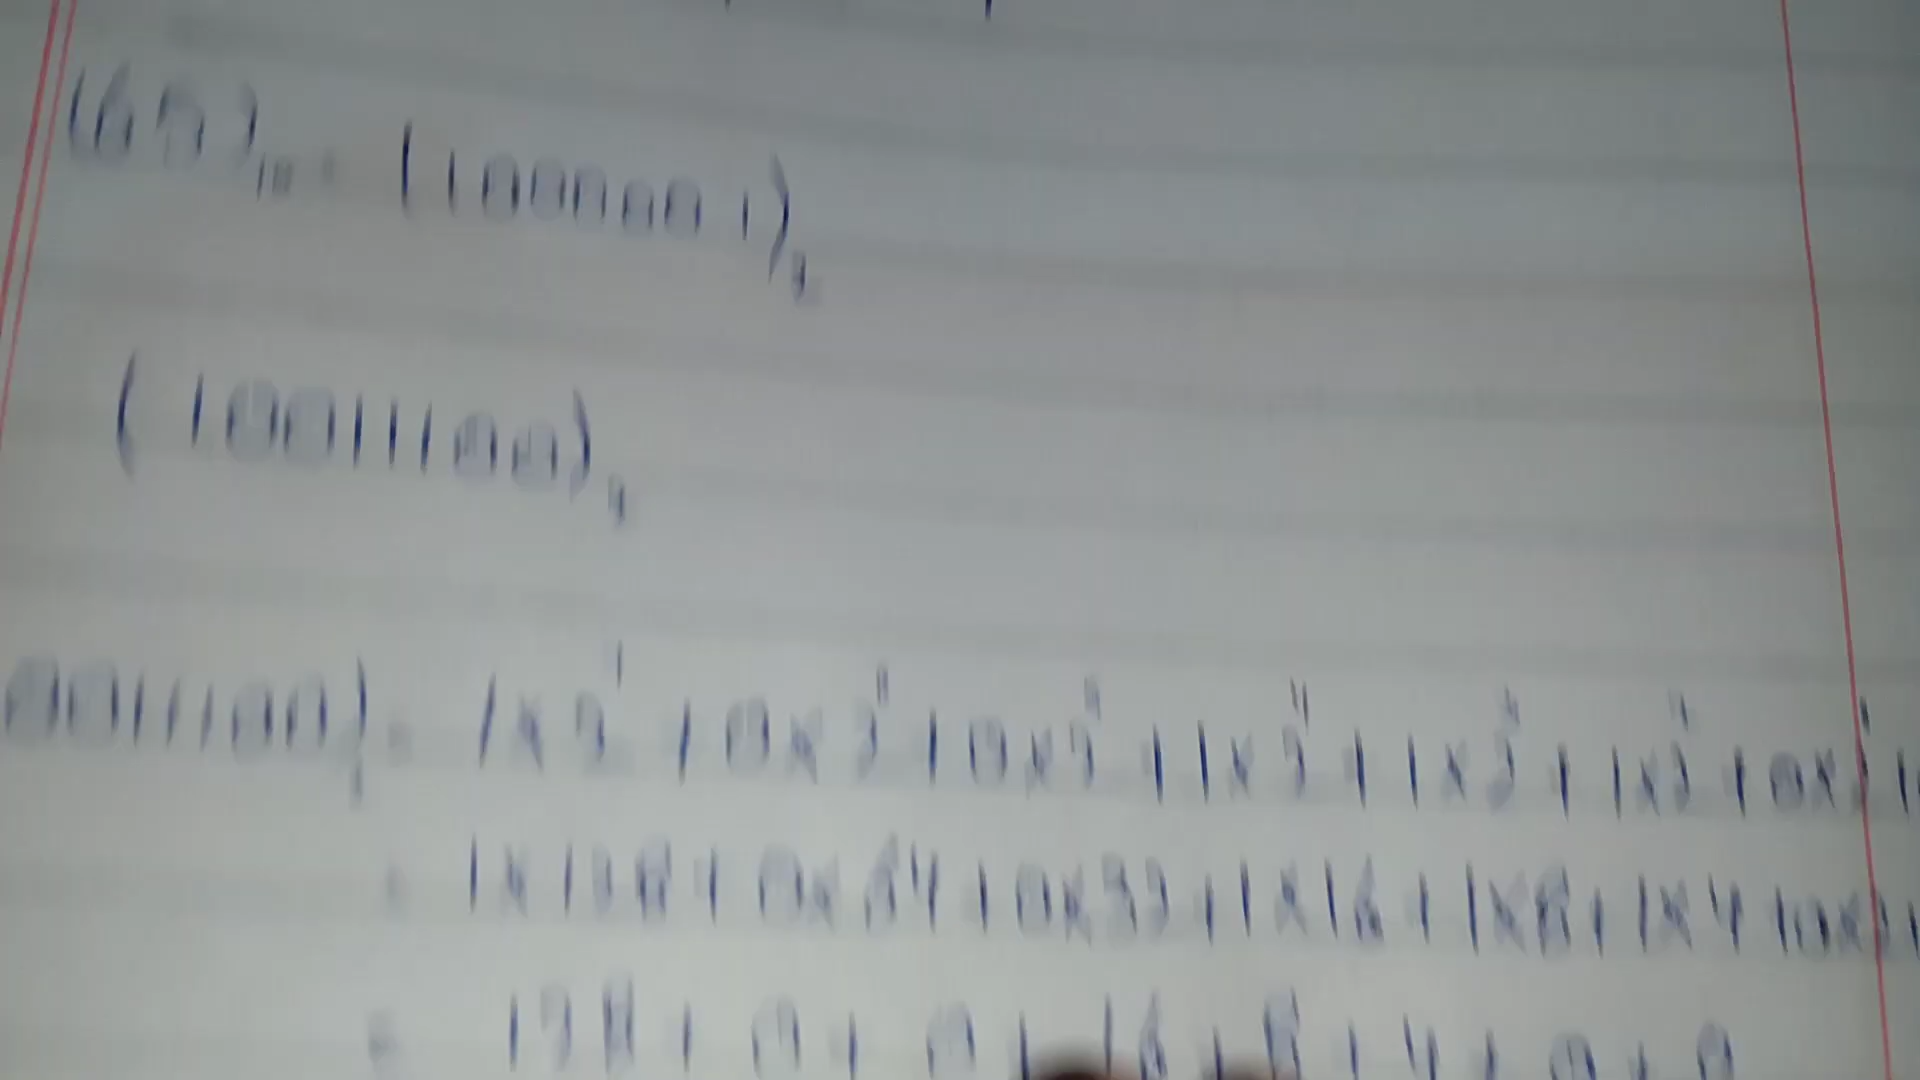 (65)₁₀ = (1000001)₂
(10011100)₂
0011100)₂ = 1×2⁷ + 0×2⁶ + 0×2⁵ + 1×2⁴ + 1×2³ + 1×2² + 0×2¹ +
= 1×128 + 0×64 + 0×32 + 1×16 + 1×8 + 1×4 + 0×2 +
= 128 + 0 + 0 + 16 + 8 + 4 + 0 + 0